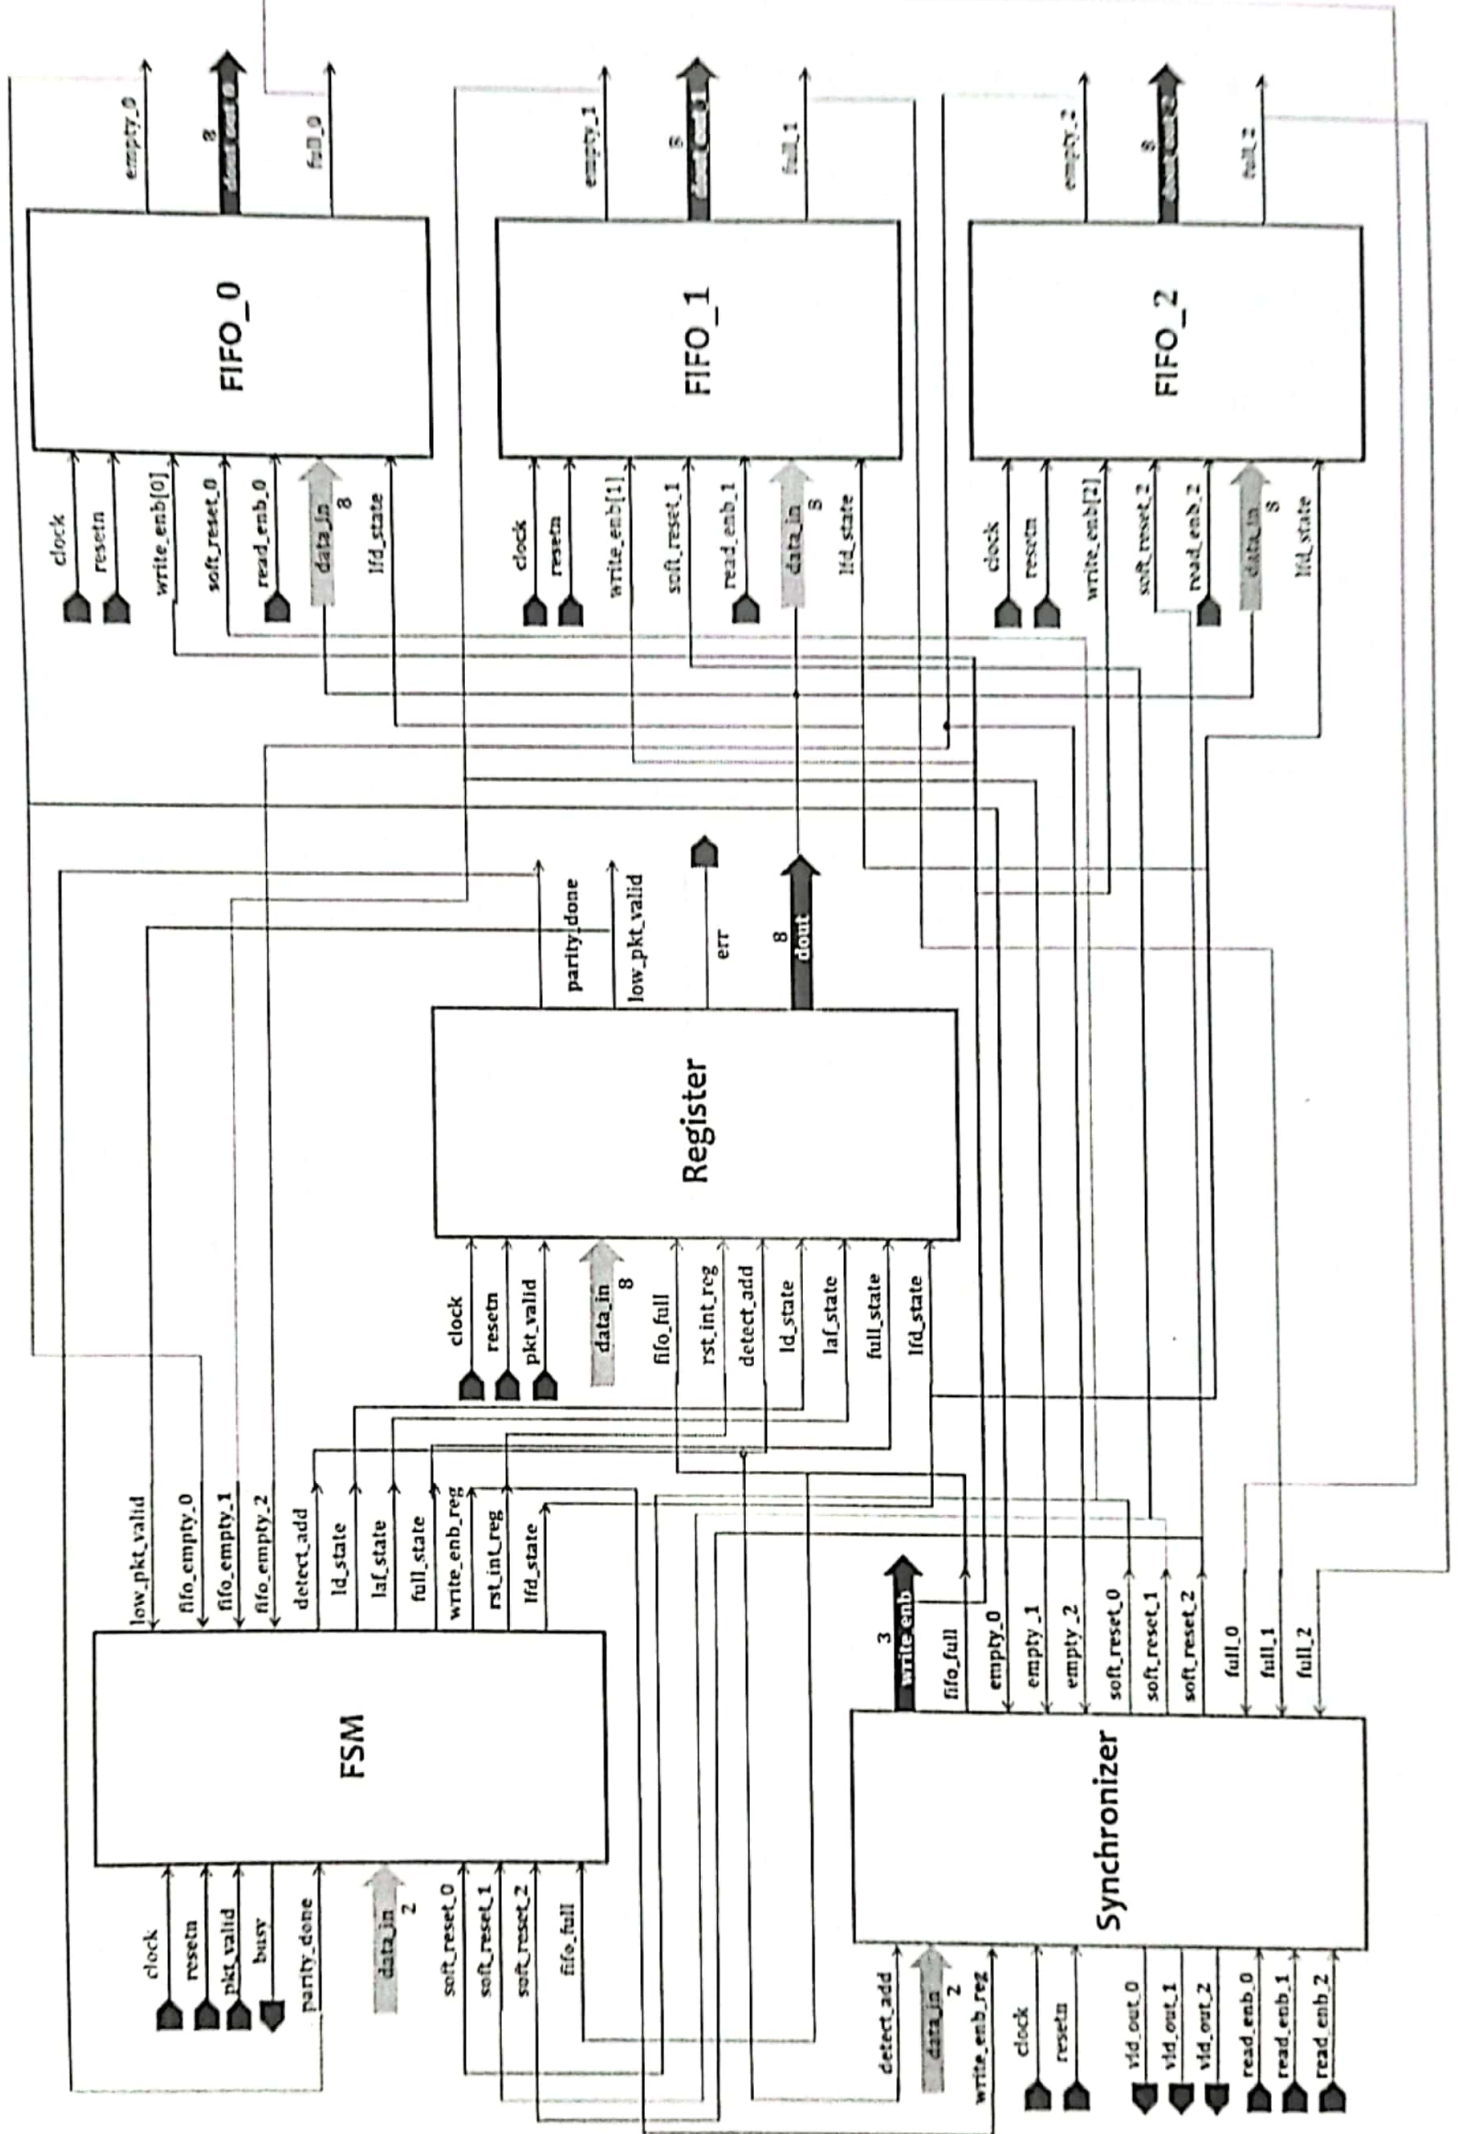 FSM
clock
resetn
pkt_valid
busy
parity_done
data_in
2
soft_reset_0
soft_reset_1
soft_reset_2
fifo_full
low_pkt_valid
fifo_empty_0
fifo_empty_1
fifo_empty_2
detect_add
ld_state
laf_state
full_state
write_enb_reg
rst_int_reg
lfd_state
Synchronizer
detect_add
data_in
2
write_enb_reg
clock
resetn
vld_out_0
vld_out_1
vld_out_2
read_enb_0
read_enb_1
read_enb_2
3
write_enb
fifo_full
empty_0
empty_1
empty_2
soft_reset_0
soft_reset_1
soft_reset_2
full_0
full_1
full_2
Register
clock
resetn
pkt_valid
data_in
8
fifo_full
rst_int_reg
detect_add
ld_state
laf_state
full_state
lfd_state
parity_done
low_pkt_valid
err
8
dout
FIFO_0
clock
resetn
write_enb[0]
soft_reset_0
read_enb_0
data_in
8
lfd_state
empty_0
8
full_0
FIFO_1
clock
resetn
write_enb[1]
soft_reset_1
read_enb_1
data_in
8
lfd_state
empty_1
8
full_1
FIFO_2
clock
resetn
write_enb[2]
soft_reset_2
read_enb_2
data_in
8
lfd_state
empty_2
8
full_2